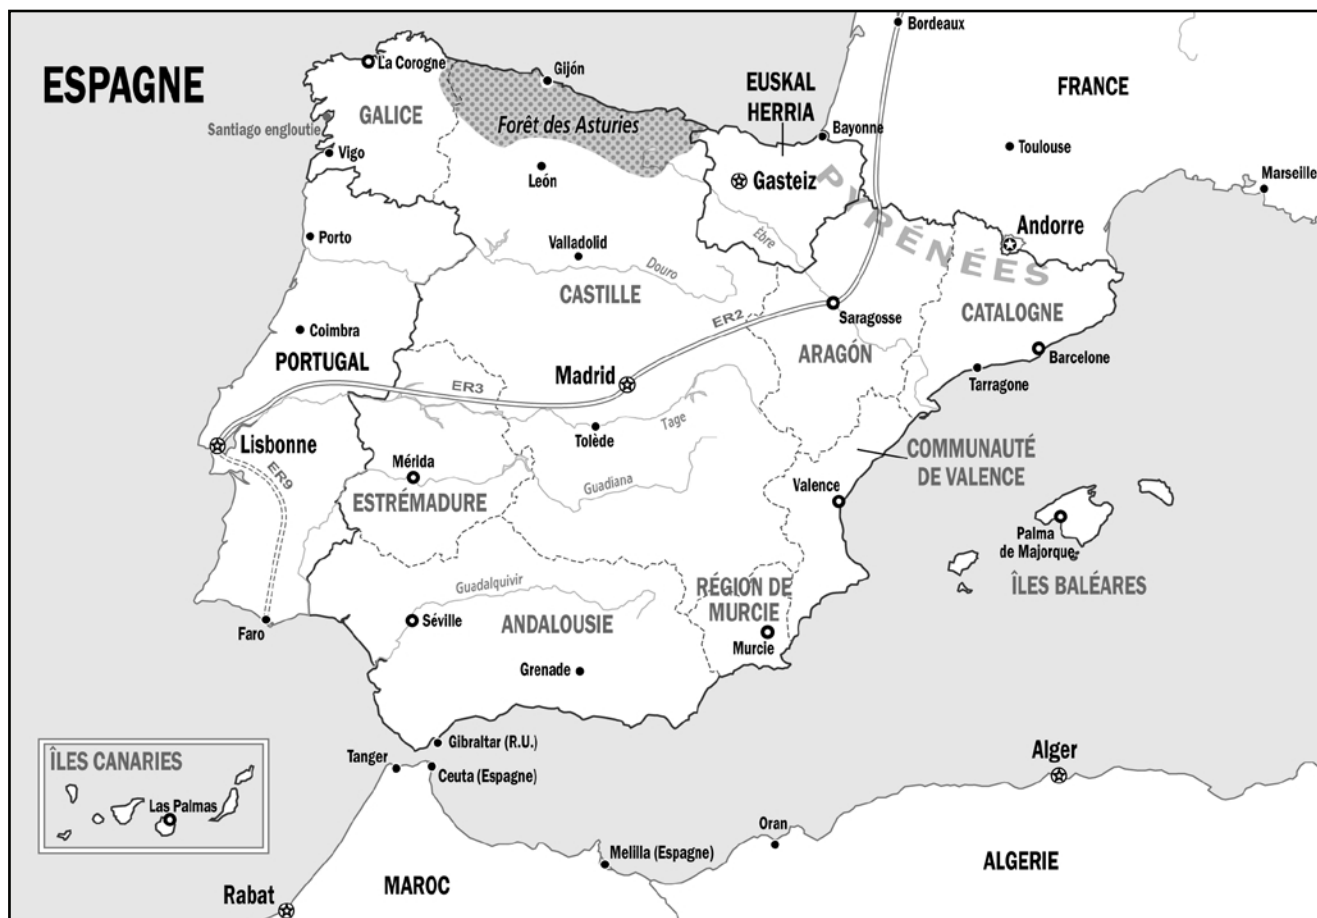 Bordeaux
ESPAGNE
La Corogne
Gijón
EUSKAL
HERRIA
FRANCE
GALICE
Santiago engloutie
Forêt des Asturies
Bayonne
Toulouse
Vigo
León
Gasteiz
Marseille
PYRÉNÉES
Porto
Valladolid
Èbre
Andorre
Douro
CASTILLE
CATALOGNE
Coimbra
ER2
Saragosse
PORTUGAL
ARAGÓN
Barcelone
Madrid
Tarragone
ER3
Tage
Lisbonne
Tolède
COMMUNAUTÉ
DE VALENCE
ER9
Mérida
Guadiana
Valence
ESTRÉMADURE
Palma
de Majorque
Guadalquivir
RÉGION DE
MURCIE
ÎLES BALÉARES
Faro
Séville
ANDALOUSIE
Murcie
Grenade
Gibraltar (R.U.)
ÎLES CANARIES
Tanger
Ceuta (Espagne)
Alger
Las Palmas
Oran
Melilla (Espagne)
ALGERIE
Rabat
MAROC